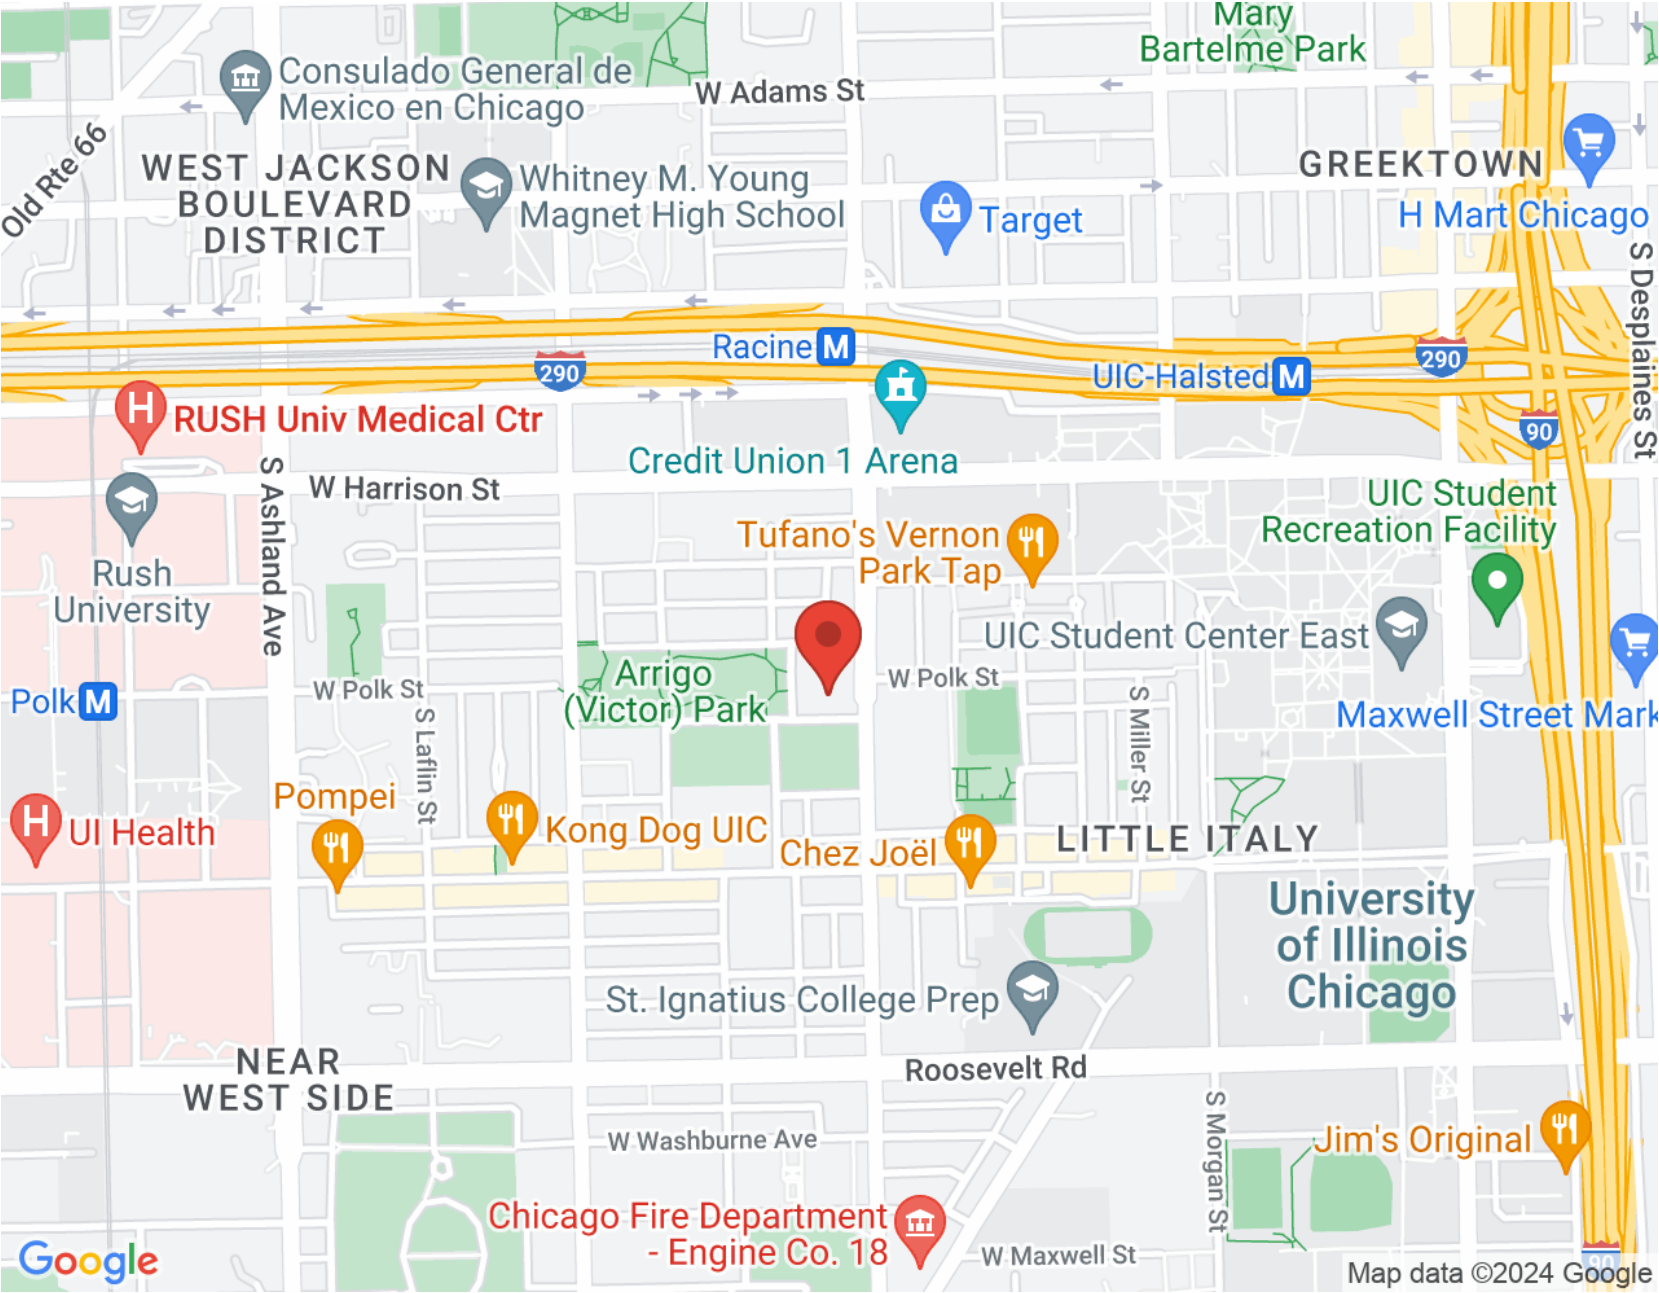 Mary
Bartelme Park
Consulado General de
Mexico en Chicago
W Adams St
Old Rte 66
WEST JACKSON
BOULEVARD
DISTRICT
Whitney M. Young
Magnet High School
Target
GREEKTOWN
H Mart Chicago
S Desplaines St
Racine M
290
UIC-Halsted M
290
90
H
RUSH Univ Medical Ctr
Credit Union 1 Arena
S Ashland Ave
W Harrison St
UIC Student
Recreation Facility
Tufano's Vernon
Park Tap
Rush
University
UIC Student Center East
Arrigo
(Victor) Park
W Polk St
W Polk St
Polk M
S Laflin St
S Miller St
Maxwell Street Mark
Pompei
H
UI Health
Kong Dog UIC
Chez Joël
LITTLE ITALY
University
of Illinois
Chicago
St. Ignatius College Prep
NEAR
WEST SIDE
Roosevelt Rd
W Washburne Ave
S Morgan St
Jim's Original
Chicago Fire Department
- Engine Co. 18
W Maxwell St
90
Google
Map data ©2024 Google